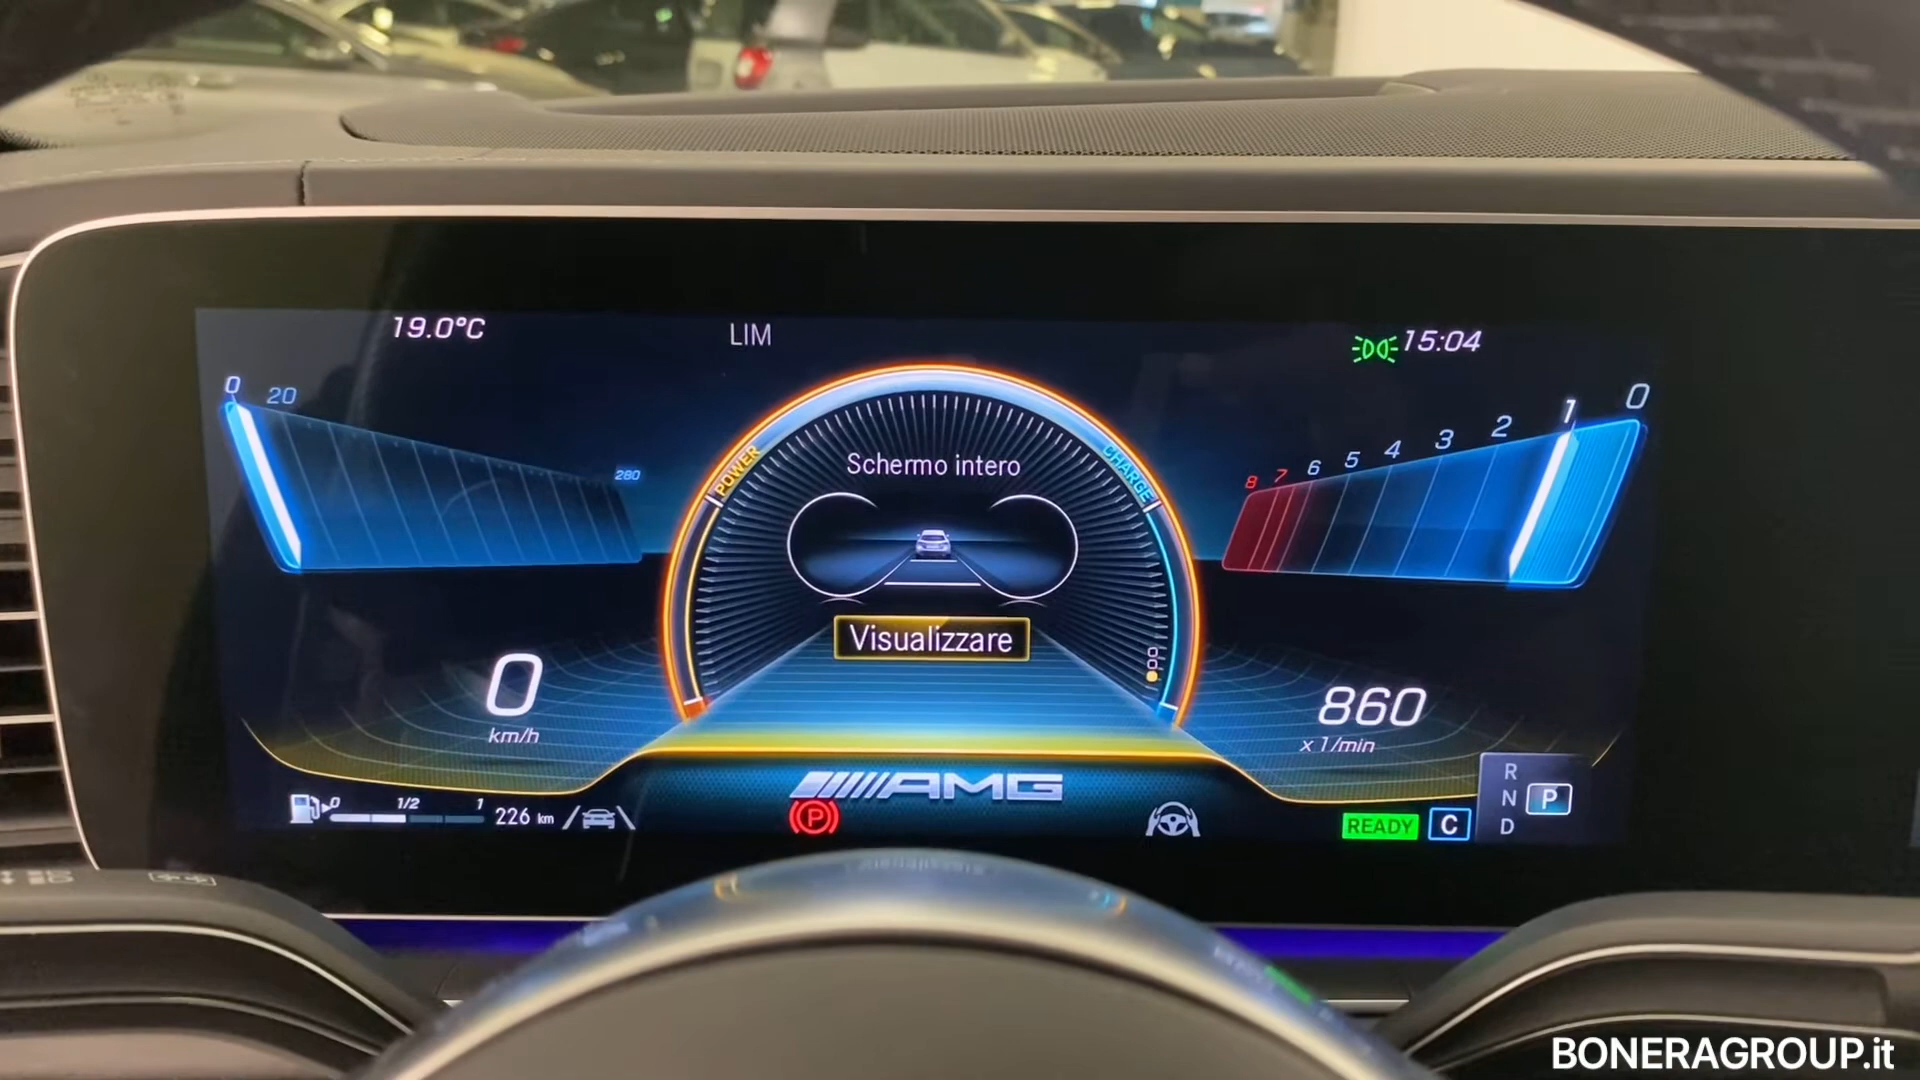 19.0°C
LIM
15:04
0
20
280
POWER
CHARGE
Schermo intero
Visualizzare
8 7 6 5 4 3 2 1 0
0
km/h
860
x 1/min
AMG
0 1/2 1
226 km
P
READY
C
R
N
D
P
BONERAGROUP.it